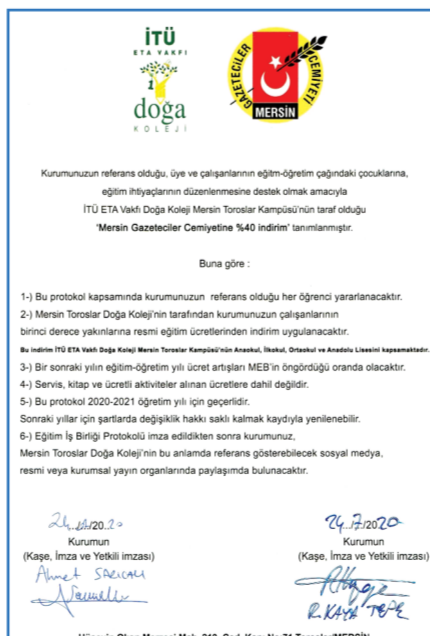 İTÜ
ETA VAKFI
doğa
KOLEJİ
GAZETECİLER CEMİYETİ
MERSİN
Kurumunuzun referans olduğu, üye ve çalışanlarının eğitm-öğretim çağındaki çocuklarına,
eğitim ihtiyaçlarının düzenlenmesine destek olmak amacıyla
İTÜ ETA Vakfı Doğa Koleji Mersin Toroslar Kampüsü'nün taraf olduğu
'Mersin Gazeteciler Cemiyetine %40 indirim' tanımlanmıştır.
Buna göre :
1-) Bu protokol kapsamında kurumunuzun referans olduğu her öğrenci yararlanacaktır.
2-) Mersin Toroslar Doğa Koleji'nin tarafından kurumunuzun çalışanlarının
birinci derece yakınlarına resmi eğitim ücretlerinden indirim uygulanacaktır.
Bu indirim İTÜ ETA Vakfı Doğa Koleji Mersin Toroslar Kampüsü'nün Anaokul, İlkokul, Ortaokul ve Anadolu Lisesini kapsamaktadır.
3-) Bir sonraki yılın eğitim-öğretim yılı ücret artışları MEB'in öngördüğü oranda olacaktır.
4-) Servis, kitap ve ücretli aktiviteler alınan ücretlere dahil değildir.
5-) Bu protokol 2020-2021 öğretim yılı için geçerlidir.
Sonraki yıllar için şartlarda değişiklik hakkı saklı kalmak kaydıyla yenilenebilir.
6-) Eğitim İş Birliği Protokolü imza edildikten sonra kurumunuz,
Mersin Toroslar Doğa Koleji'nin bu anlamda referans gösterebilecek sosyal medya,
resmi veya kurumsal yayın organlarında paylaşımda bulunacaktır.
24.7/2020
Kurumun
(Kaşe, İmza ve Yetkili imzası)
Ahmet SARICALI
24.7/2020
Kurumun
(Kaşe, İmza ve Yetkili imzası)
R. KAYA TEPE